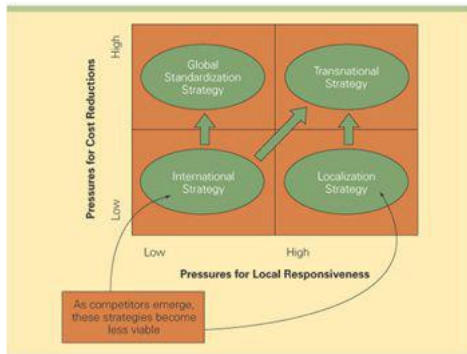 Pressures for Cost Reductions
High
Low
Global
Standardization
Strategy
Transnational
Strategy
International
Strategy
Localization
Strategy
Low
High
Pressures for Local Responsiveness
As competitors emerge,
these strategies become
less viable